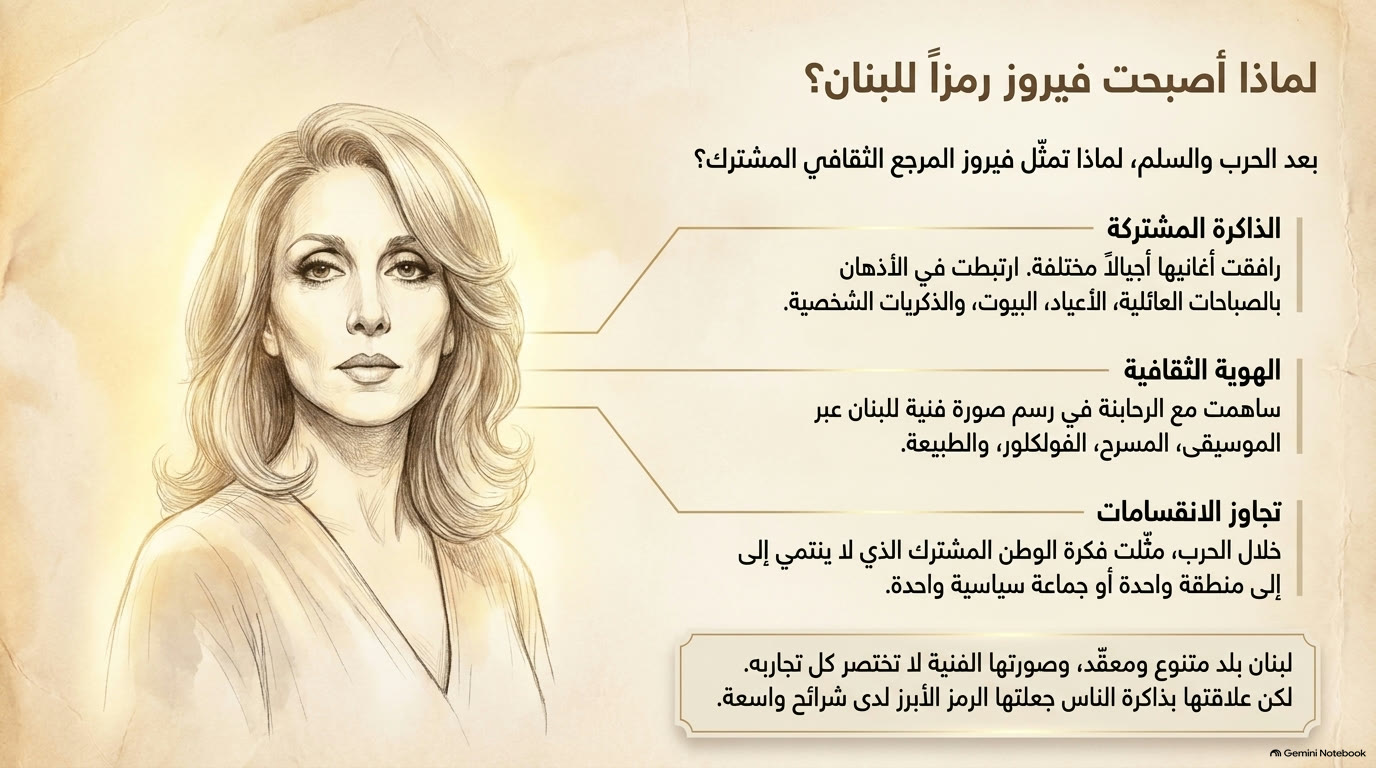 لماذا أصبحت فيروز رمزاً للبنان؟
بعد الحرب والسلم، لماذا تمثّل فيروز المرجع الثقافي المشترك؟
الذاكرة المشتركة
رافقت أغانيها أجيالاً مختلفة. ارتبطت في الأذهان
بالصباحات العائلية، الأعياد، البيوت، والذكريات الشخصية.
الهوية الثقافية
ساهمت مع الرحابنة في رسم صورة فنية للبنان عبر
الموسيقى، المسرح، الفولكلور، والطبيعة.
تجاوز الانقسامات
خلال الحرب، مثّلت فكرة الوطن المشترك الذي لا ينتمي إلى
إلى منطقة واحدة أو جماعة سياسية واحدة.
لبنان بلد متنوع ومعقّد، وصورتها الفنية لا تختصر كل تجاربه.
لكن علاقتها بذاكرة الناس جعلتها الرمز الأبرز لدى شرائح واسعة.
Gemini Notebook